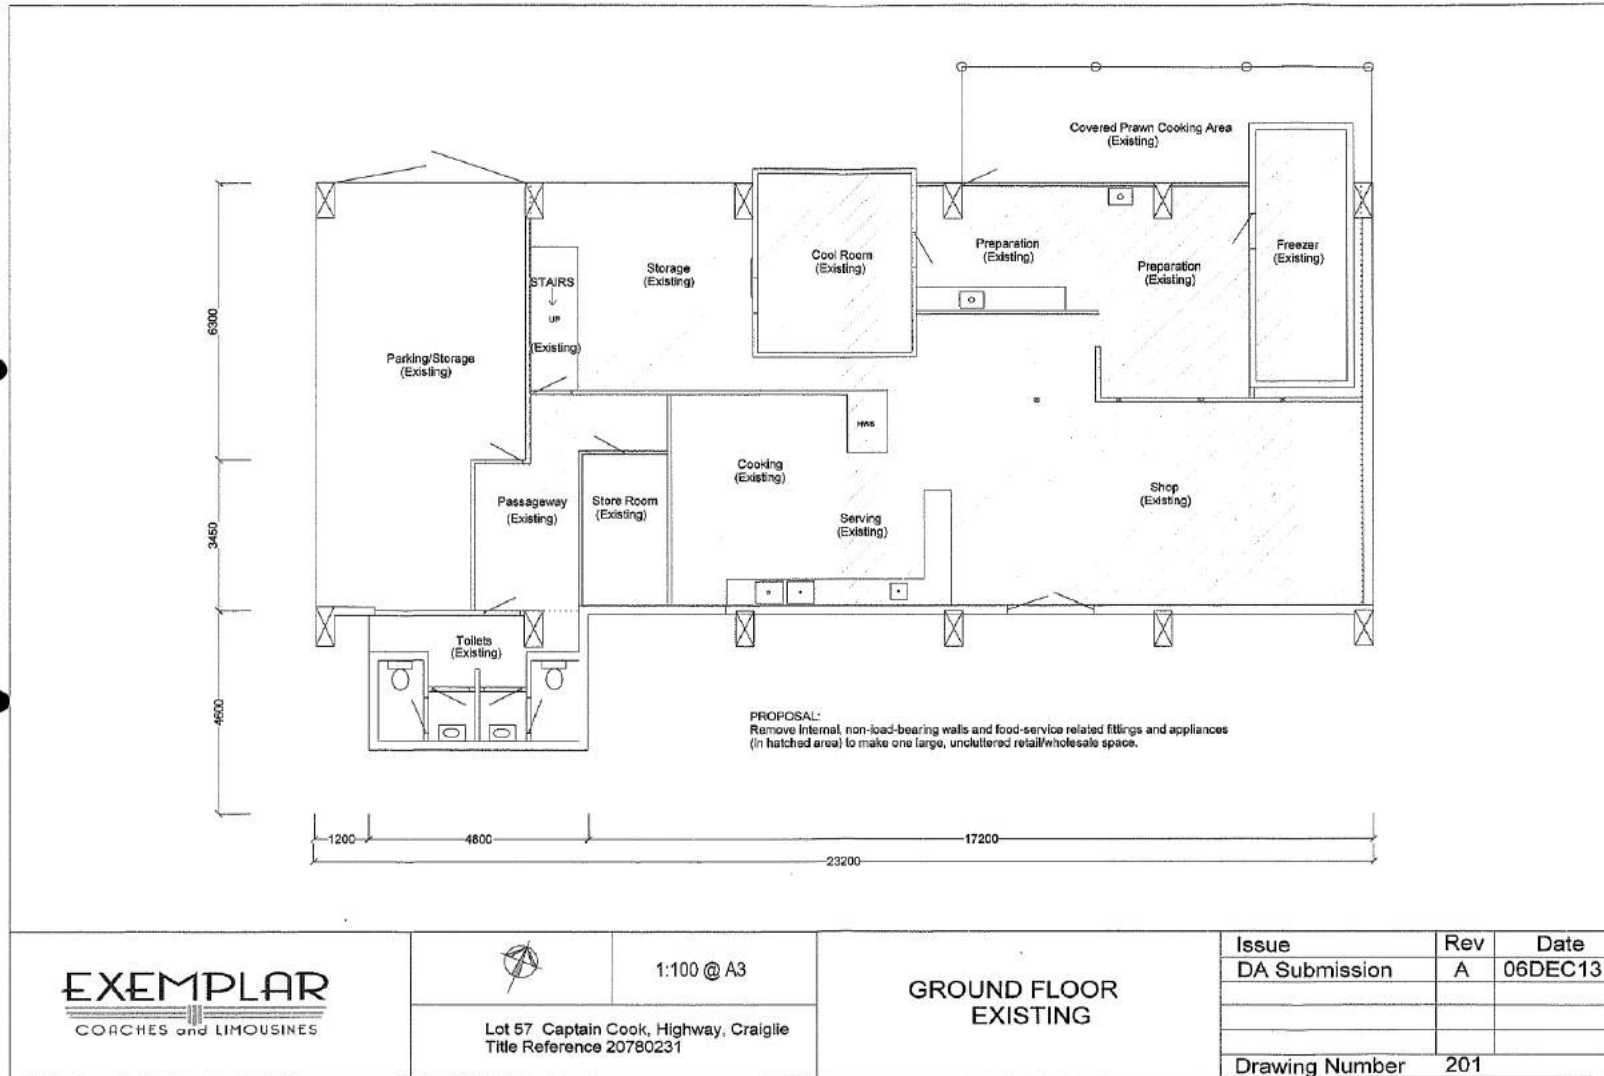 Covered Prawn Cooking Area
(Existing)
Storage
(Existing)
Cool Room
(Existing)
Preparation
(Existing)
Preparation
(Existing)
Freezer
(Existing)
STAIRS
UP
(Existing)
Parking/Storage
(Existing)
HWS
Cooking
(Existing)
Passageway
(Existing)
Store Room
(Existing)
Serving
(Existing)
Shop
(Existing)
Toilets
(Existing)
6300
3450
4600
PROPOSAL:
Remove internal, non-load-bearing walls and food-service related fittings and appliances
(in hatched area) to make one large, uncluttered retail/wholesale space.
1200
4800
17200
23200
EXEMPLAR
COACHES and LIMOUSINES
1:100 @ A3
Lot 57 Captain Cook, Highway, Craiglie
Title Reference 20780231
GROUND FLOOR
EXISTING
Issue Rev Date
DA Submission A 06DEC13
Drawing Number 201